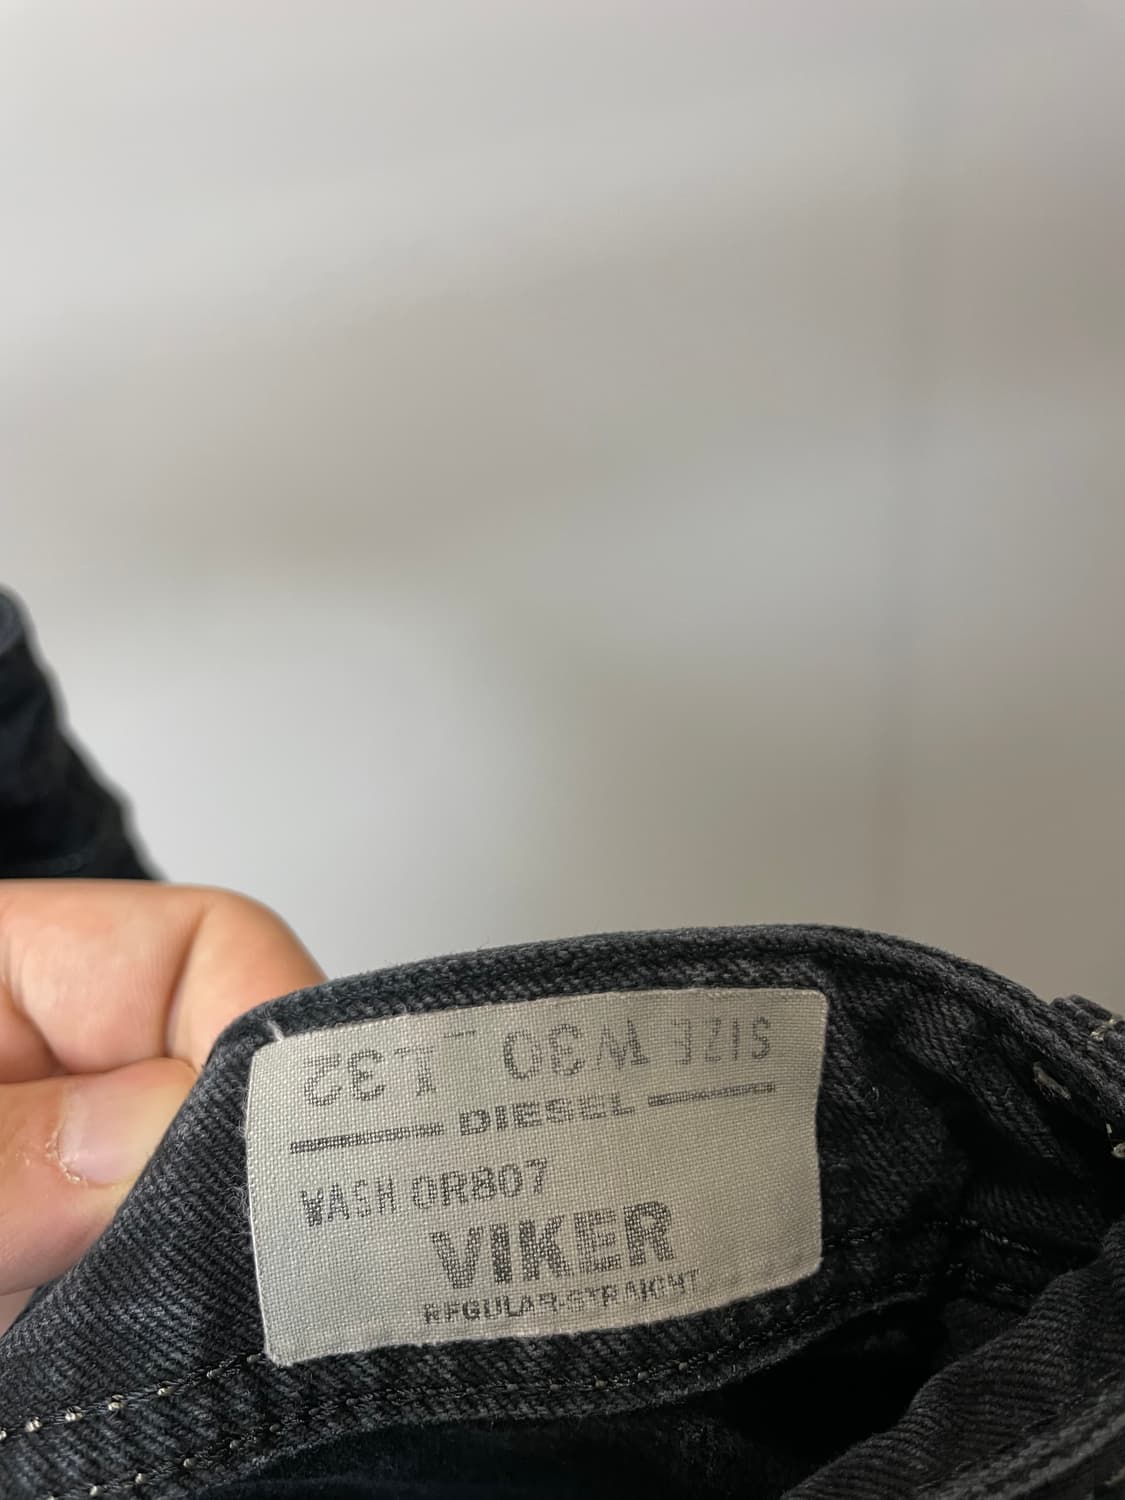 SIZE W30 L32
DIESEL
WASH 0R807
VIKER
REGULAR-STRAIGHT